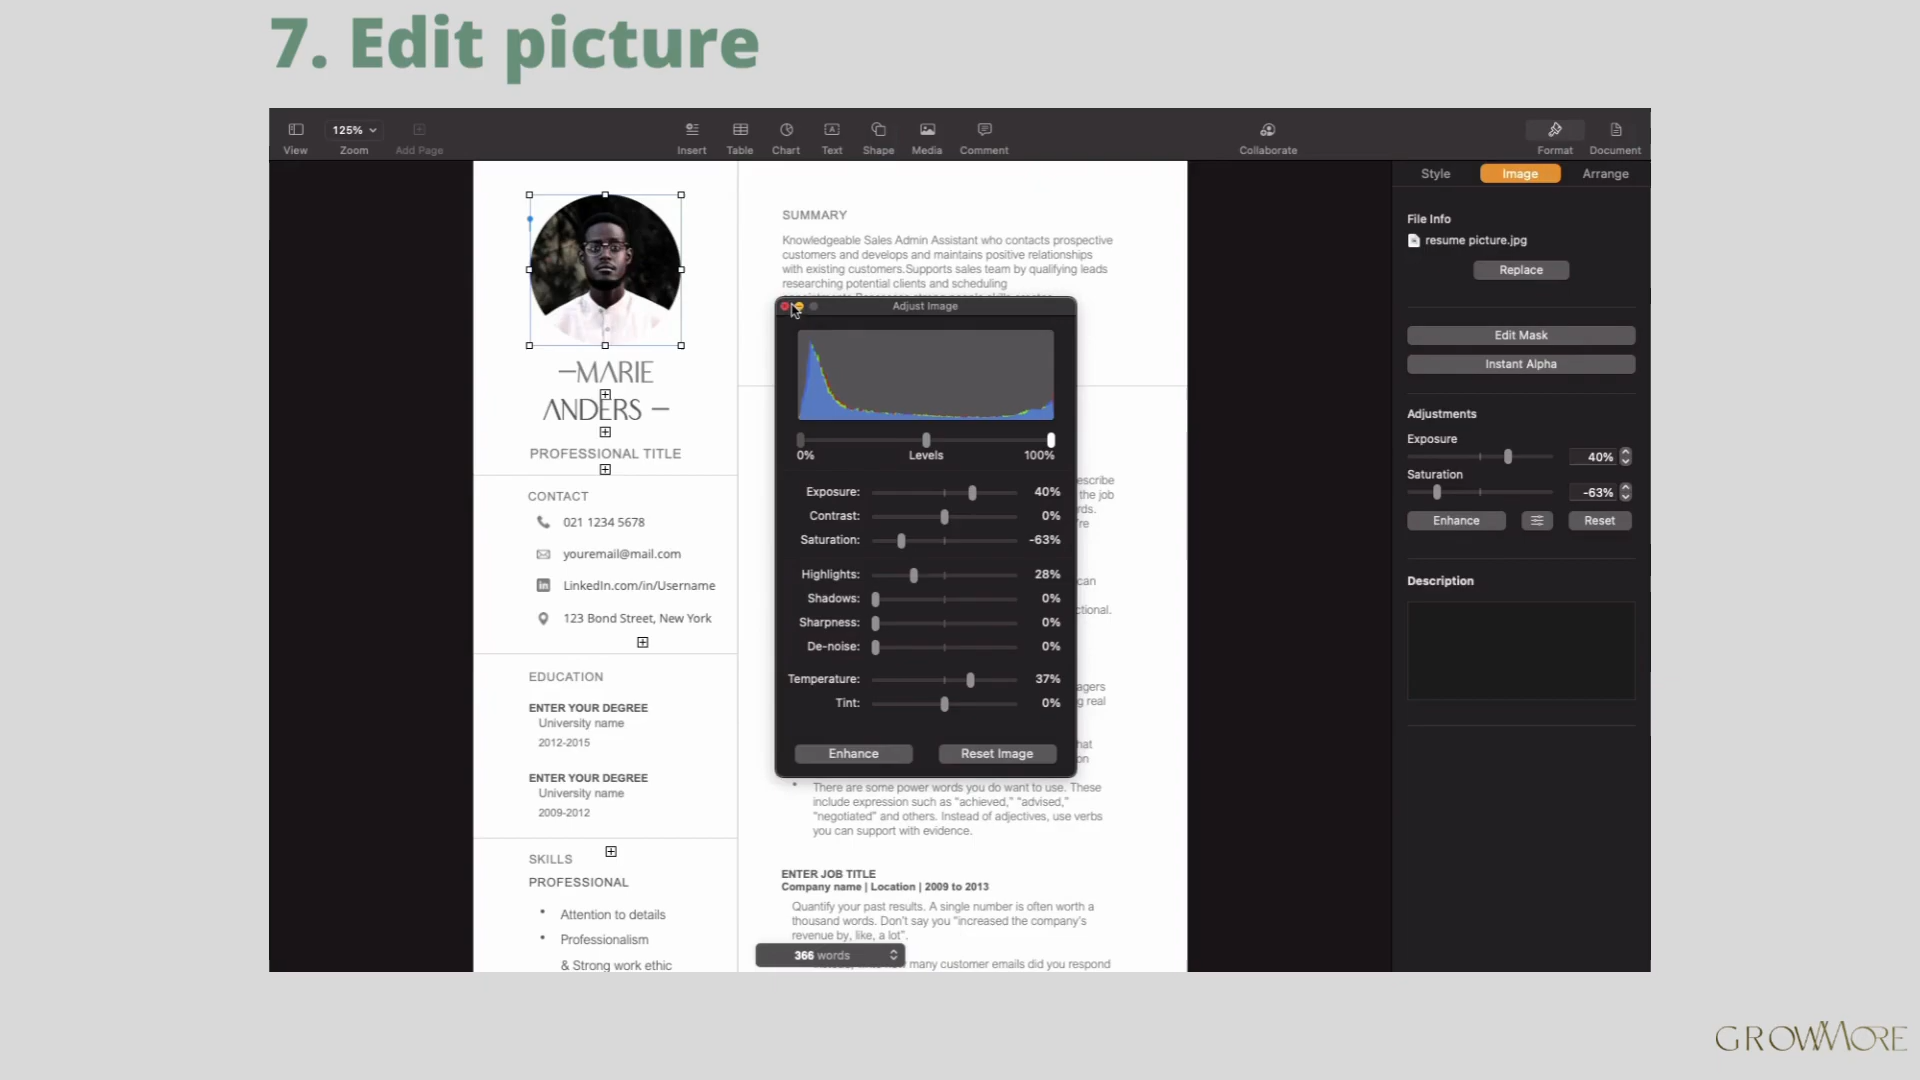 7. Edit picture
View
125%
Zoom
Add Page
Insert
Table
Chart
Text
Shape
Media
Comment
Collaborate
Format
Document
—MARIE
ANDERS —
PROFESSIONAL TITLE
CONTACT
021 1234 5678
youremail@mail.com
LinkedIn.com/in/Username
123 Bond Street, New York
EDUCATION
ENTER YOUR DEGREE
University name
2012-2015
ENTER YOUR DEGREE
University name
2009-2012
SKILLS
PROFESSIONAL
• Attention to details
• Professionalism
& Strong work ethic
SUMMARY
Knowledgeable Sales Admin Assistant who contacts prospective
customers and develops and maintains positive relationships
with existing customers.Supports sales team by qualifying leads
researching potential clients and scheduling
Adjust Image
0%
Levels
100%
Exposure: 40%
Contrast: 0%
Saturation: -63%
Highlights: 28%
Shadows: 0%
Sharpness: 0%
De-noise: 0%
Temperature: 37%
Tint: 0%
Enhance
Reset Image
the job
can
ctional.
agers
g real
hat
on
• There are some power words you do want to use. These
include expression such as "achieved," "advised,"
"negotiated" and others. Instead of adjectives, use verbs
you can support with evidence.
ENTER JOB TITLE
Company name | Location | 2009 to 2013
Quantify your past results. A single number is often worth a
thousand words. Don't say you "increased the company's
revenue by, like, a lot".
many customer emails did you respond
366 words
Style
Image
Arrange
File Info
resume picture.jpg
Replace
Edit Mask
Instant Alpha
Adjustments
Exposure
40%
Saturation
-63%
Enhance
Reset
Description
GROWMORE